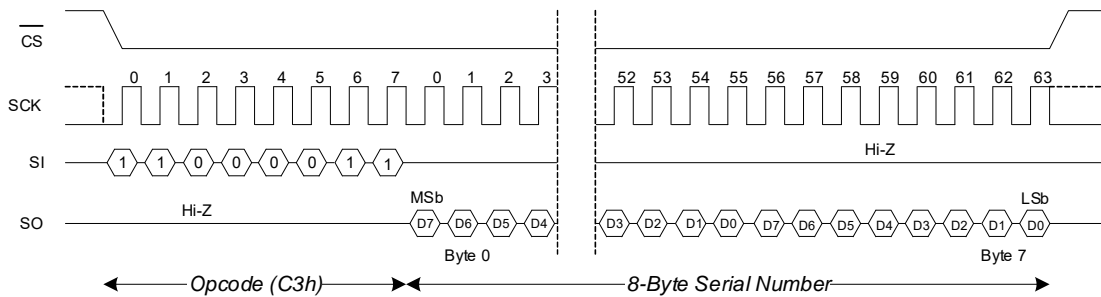 CS
0 1 2 3 4 5 6 7 0 1 2 3 52 53 54 55 56 57 58 59 60 61 62 63
SCK
Hi-Z
SI 1 1 0 0 0 0 1 1
MSb LSb
Hi-Z
SO D7 D6 D5 D4 D3 D2 D1 D0 D7 D6 D5 D4 D3 D2 D1 D0
Byte 0 Byte 7
Opcode (C3h) 8-Byte Serial Number